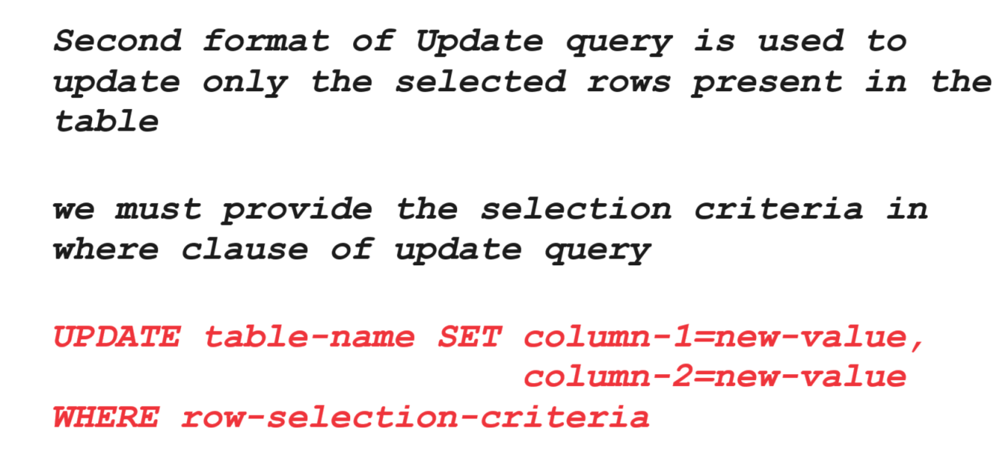 Second format of Update query is used to
update only the selected rows present in the
table
we must provide the selection criteria in
where clause of update query
UPDATE table-name SET column-1=new-value,
column-2=new-value
WHERE row-selection-criteria